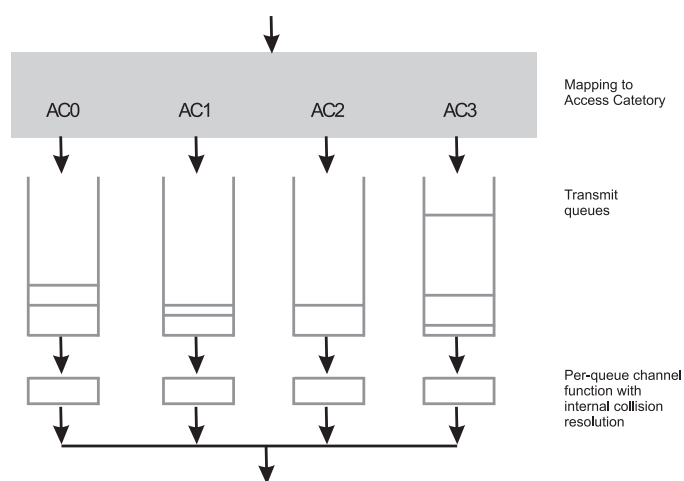 Mapping to
Access Catetory
AC0
AC1
AC2
AC3
Transmit
queues
Per-queue channel
function with
internal collision
resolution